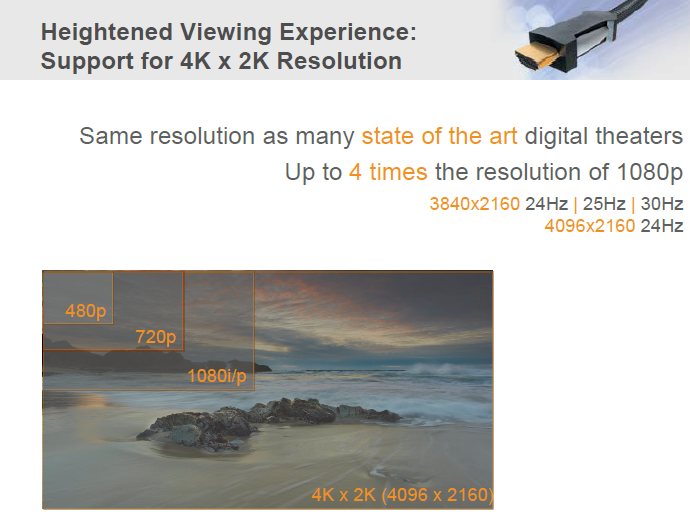 Heightened Viewing Experience:
Support for 4K x 2K Resolution
Same resolution as many state of the art digital theaters
Up to 4 times the resolution of 1080p
3840x2160 24Hz | 25Hz | 30Hz
4096x2160 24Hz
480p
720p
1080i/p
4K x 2K (4096 x 2160)